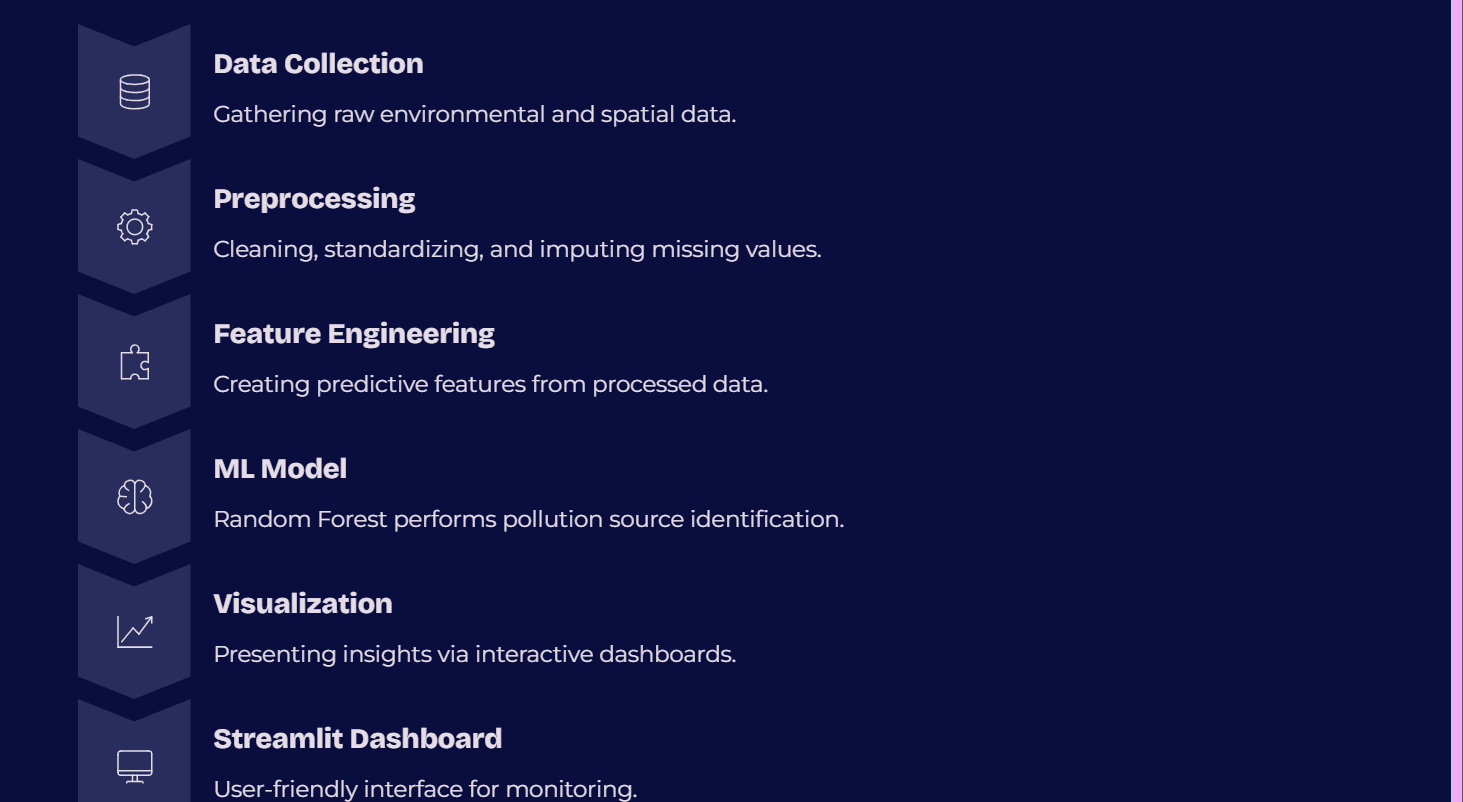 Data Collection
Gathering raw environmental and spatial data.
Preprocessing
Cleaning, standardizing, and imputing missing values.
Feature Engineering
Creating predictive features from processed data.
ML Model
Random Forest performs pollution source identification.
Visualization
Presenting insights via interactive dashboards.
Streamlit Dashboard
User-friendly interface for monitoring.